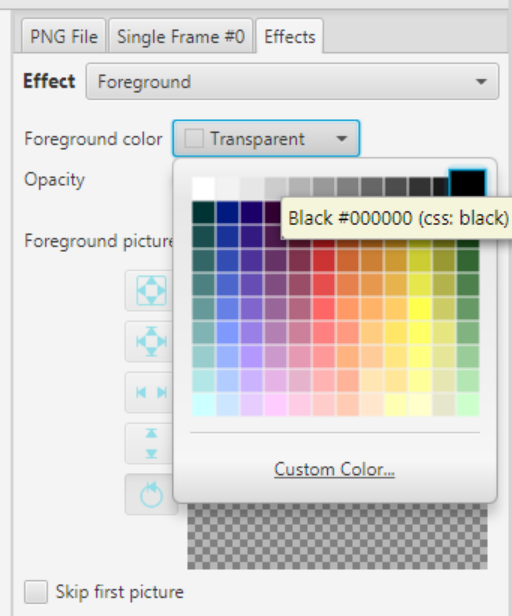 PNG File Single Frame #0 Effects
Effect Foreground
Foreground color Transparent
Opacity
Black #000000 (css: black)
Foreground picture
Custom Color...
Skip first picture